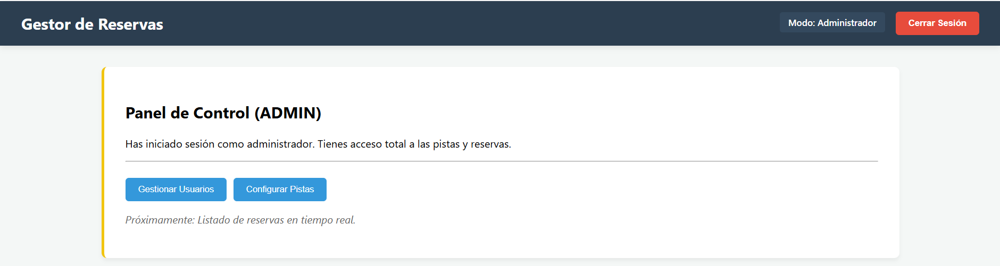 Gestor de Reservas
Modo: Administrador
Cerrar Sesión
Panel de Control (ADMIN)
Has iniciado sesión como administrador. Tienes acceso total a las pistas y reservas.
Gestionar Usuarios
Configurar Pistas
Próximamente: Listado de reservas en tiempo real.